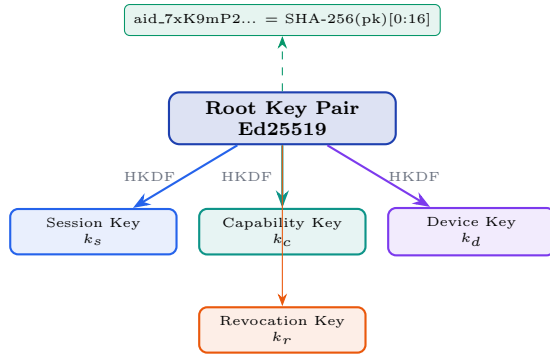 aid_7xK9mP2... = SHA-256(pk)[0:16]
Root Key Pair
Ed25519
HKDF
HKDF
HKDF
Session Key
k_s
Capability Key
k_c
Device Key
k_d
Revocation Key
k_r